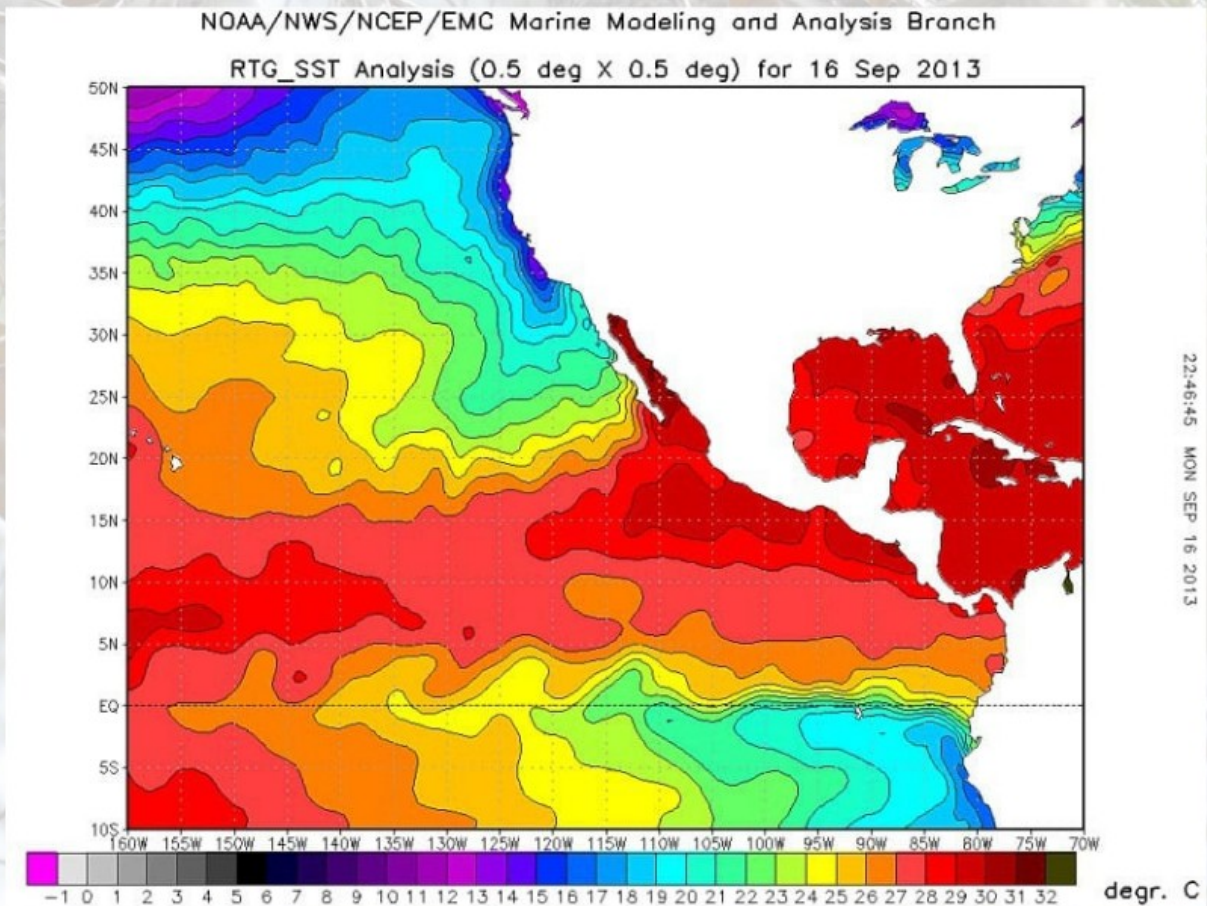 NOAA/NWS/NCEP/EMC Marine Modeling and Analysis Branch
RTG_SST Analysis (0.5 deg X 0.5 deg) for 16 Sep 2013
50N
45N
40N
35N
30N
25N
20N
15N
10N
5N
EQ
5S
10S
160W 155W 150W 145W 140W 135W 130W 125W 120W 115W 110W 105W 100W 95W 90W 85W 80W 75W 70W
-1 0 1 2 3 4 5 6 7 8 9 10 11 12 13 14 15 16 17 18 19 20 21 22 23 24 25 26 27 28 29 30 31 32
degr. C
22:46:45 MON SEP 16 2013